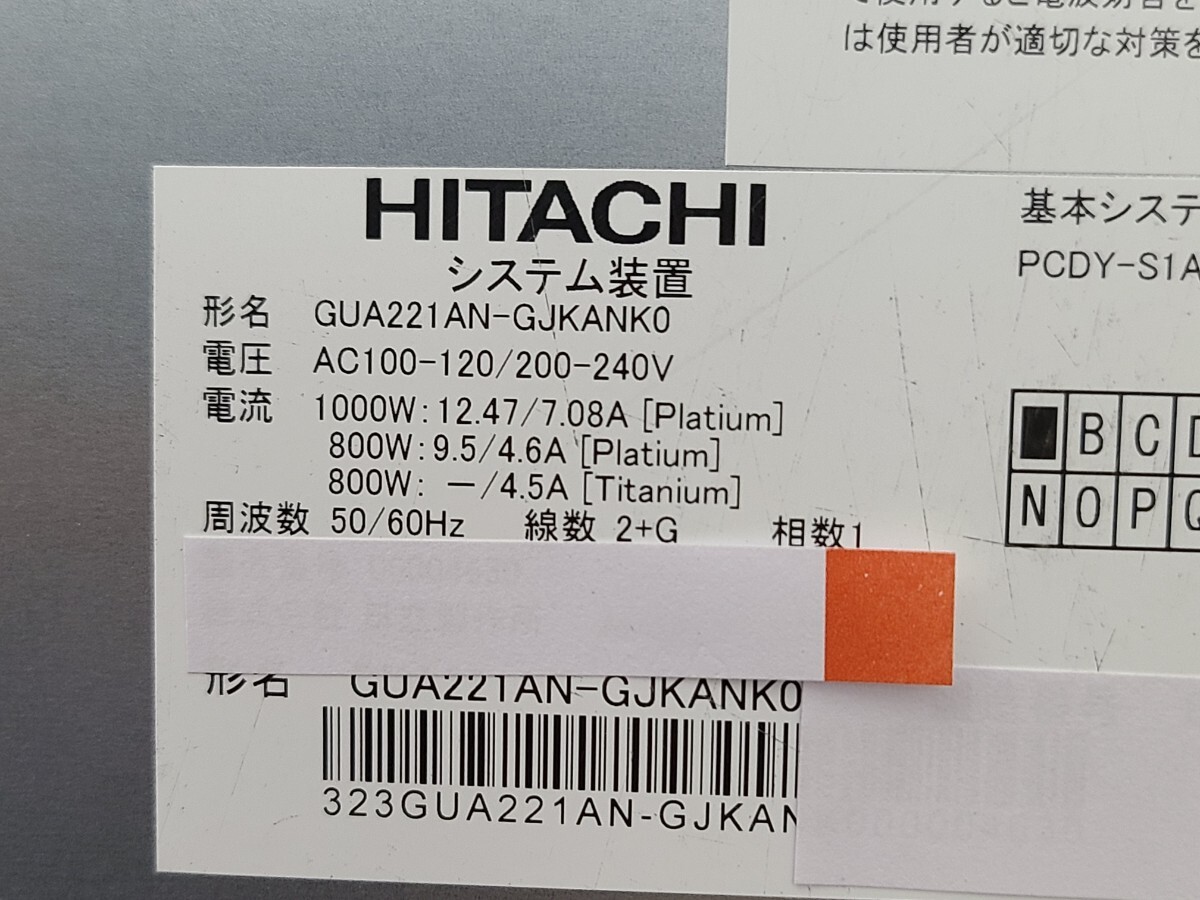 は使用者が適切な対策を
HITACHI
システム装置
形名 GUA221AN-GJKANK0
電圧 AC100-120/200-240V
電流 1000W:12.47/7.08A [Platium]
800W:9.5/4.6A [Platium]
800W: ー/4.5A [Titanium]
周波数 50/60Hz 線数 2+G 相数1
形名 GUA221AN-GJKANK0
323GUA221AN-GJKAN
基本システ
PCDY-S1A
B C D
N O P Q